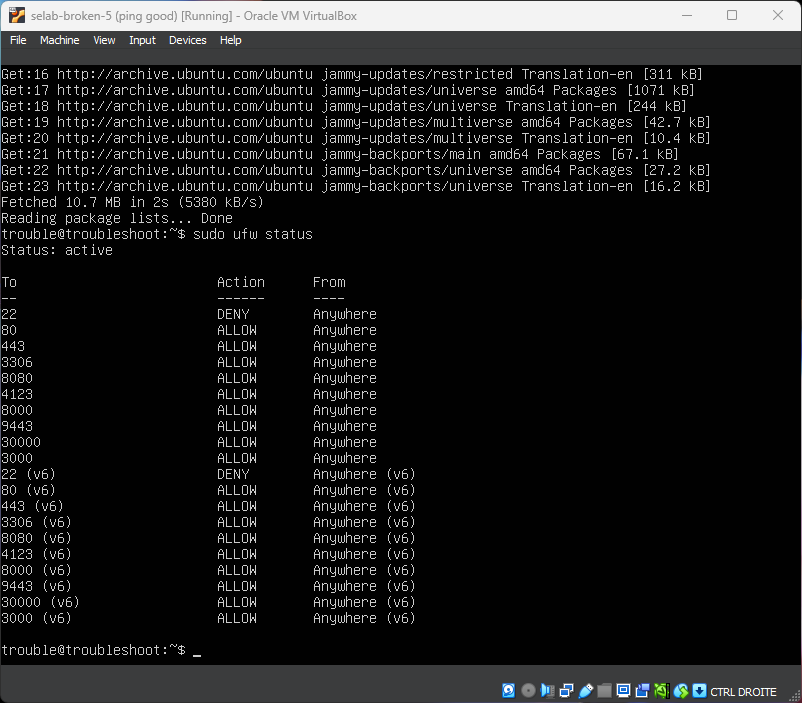 selab-broken-5 (ping good) [Running] - Oracle VM VirtualBox
File Machine View Input Devices Help
Get:16 http://archive.ubuntu.com/ubuntu jammy-updates/restricted Translation-en [311 kB]
Get:17 http://archive.ubuntu.com/ubuntu jammy-updates/universe amd64 Packages [1071 kB]
Get:18 http://archive.ubuntu.com/ubuntu jammy-updates/universe Translation-en [244 kB]
Get:19 http://archive.ubuntu.com/ubuntu jammy-updates/multiverse amd64 Packages [42.7 kB]
Get:20 http://archive.ubuntu.com/ubuntu jammy-updates/multiverse Translation-en [10.4 kB]
Get:21 http://archive.ubuntu.com/ubuntu jammy-backports/main amd64 Packages [67.1 kB]
Get:22 http://archive.ubuntu.com/ubuntu jammy-backports/universe amd64 Packages [27.2 kB]
Get:23 http://archive.ubuntu.com/ubuntu jammy-backports/universe Translation-en [16.2 kB]
Fetched 10.7 MB in 2s (5380 kB/s)
Reading package lists... Done
trouble@troubleshoot:~$ sudo ufw status
Status: active
To Action From
-- ------ ----
22 DENY Anywhere
80 ALLOW Anywhere
443 ALLOW Anywhere
3306 ALLOW Anywhere
8080 ALLOW Anywhere
4123 ALLOW Anywhere
8000 ALLOW Anywhere
9443 ALLOW Anywhere
30000 ALLOW Anywhere
3000 ALLOW Anywhere
22 (v6) DENY Anywhere (v6)
80 (v6) ALLOW Anywhere (v6)
443 (v6) ALLOW Anywhere (v6)
3306 (v6) ALLOW Anywhere (v6)
8080 (v6) ALLOW Anywhere (v6)
4123 (v6) ALLOW Anywhere (v6)
8000 (v6) ALLOW Anywhere (v6)
9443 (v6) ALLOW Anywhere (v6)
30000 (v6) ALLOW Anywhere (v6)
3000 (v6) ALLOW Anywhere (v6)
trouble@troubleshoot:~$ _
CTRL DROITE